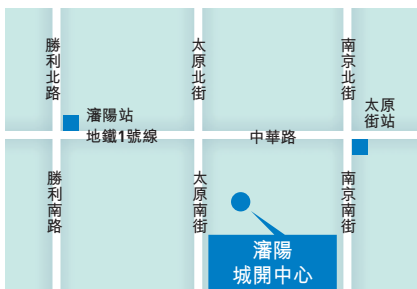 勝利北路
太原北街
南京北街
太原
街站
瀋陽站
地鐵1號線
中華路
勝利南路
太原南街
南京南街
瀋陽
城開中心